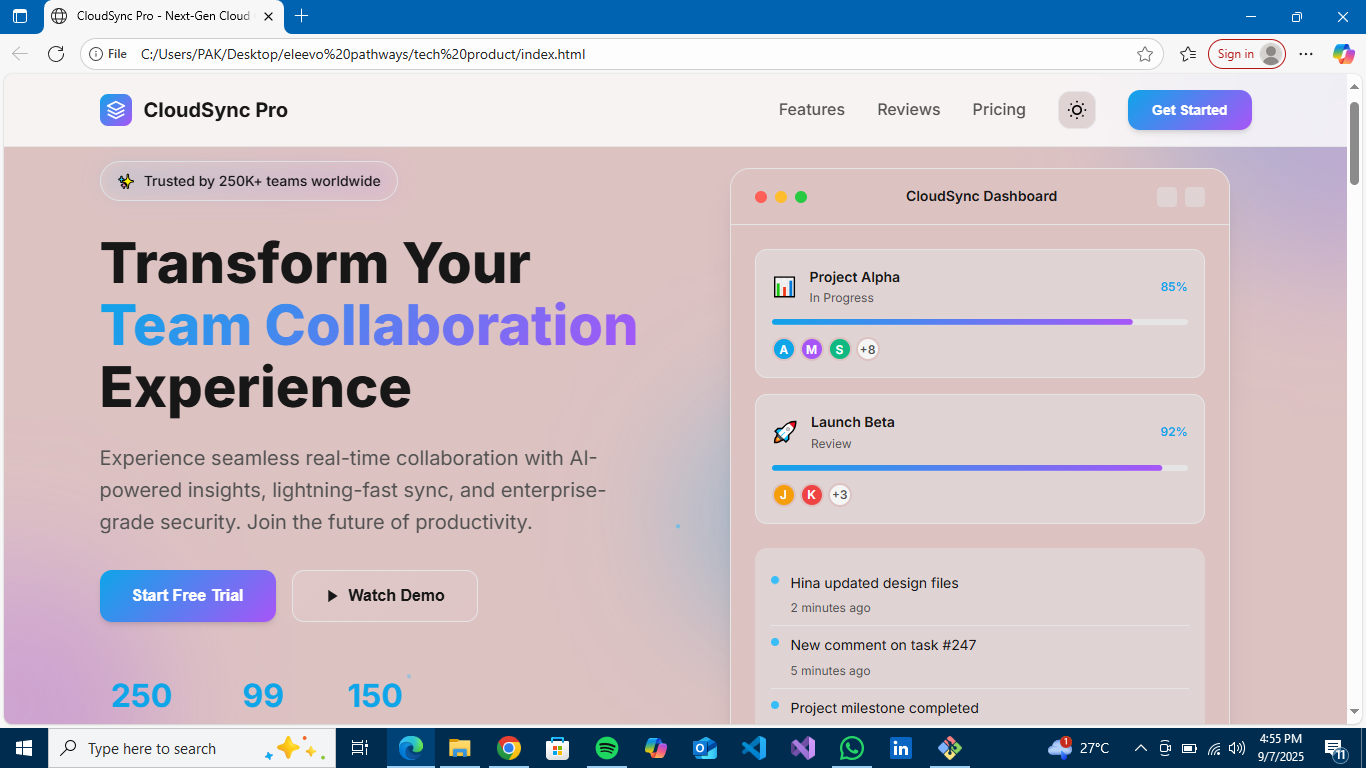 CloudSync Pro - Next-Gen Cloud
File
C:/Users/PAK/Desktop/eleevo%20pathways/tech%20product/index.html
Sign in
CloudSync Pro
Features
Reviews
Pricing
Get Started
Trusted by 250K+ teams worldwide
Transform Your
Team Collaboration
Experience
Experience seamless real-time collaboration with AI-
powered insights, lightning-fast sync, and enterprise-
grade security. Join the future of productivity.
Start Free Trial
Watch Demo
250
99
150
CloudSync Dashboard
Project Alpha
In Progress
85%
A
M
S
+8
Launch Beta
Review
92%
J
K
+3
Hina updated design files
2 minutes ago
New comment on task #247
5 minutes ago
Project milestone completed
Type here to search
1
27°C
4:55 PM
9/7/2025
11